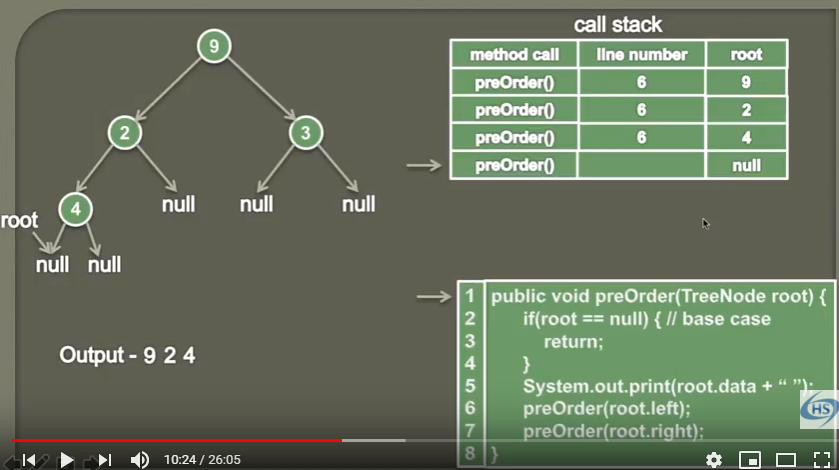 call stack
method call line number root
preOrder() 6 9
preOrder() 6 2
preOrder() 6 4
preOrder() null
9
2 3
4 null null null
root
null null
Output - 9 2 4
1 public void preOrder(TreeNode root) {
2 if(root == null) { // base case
3 return;
4 }
5 System.out.print(root.data + “ ”);
6 preOrder(root.left);
7 preOrder(root.right);
8 }
HS
10:24 / 26:05